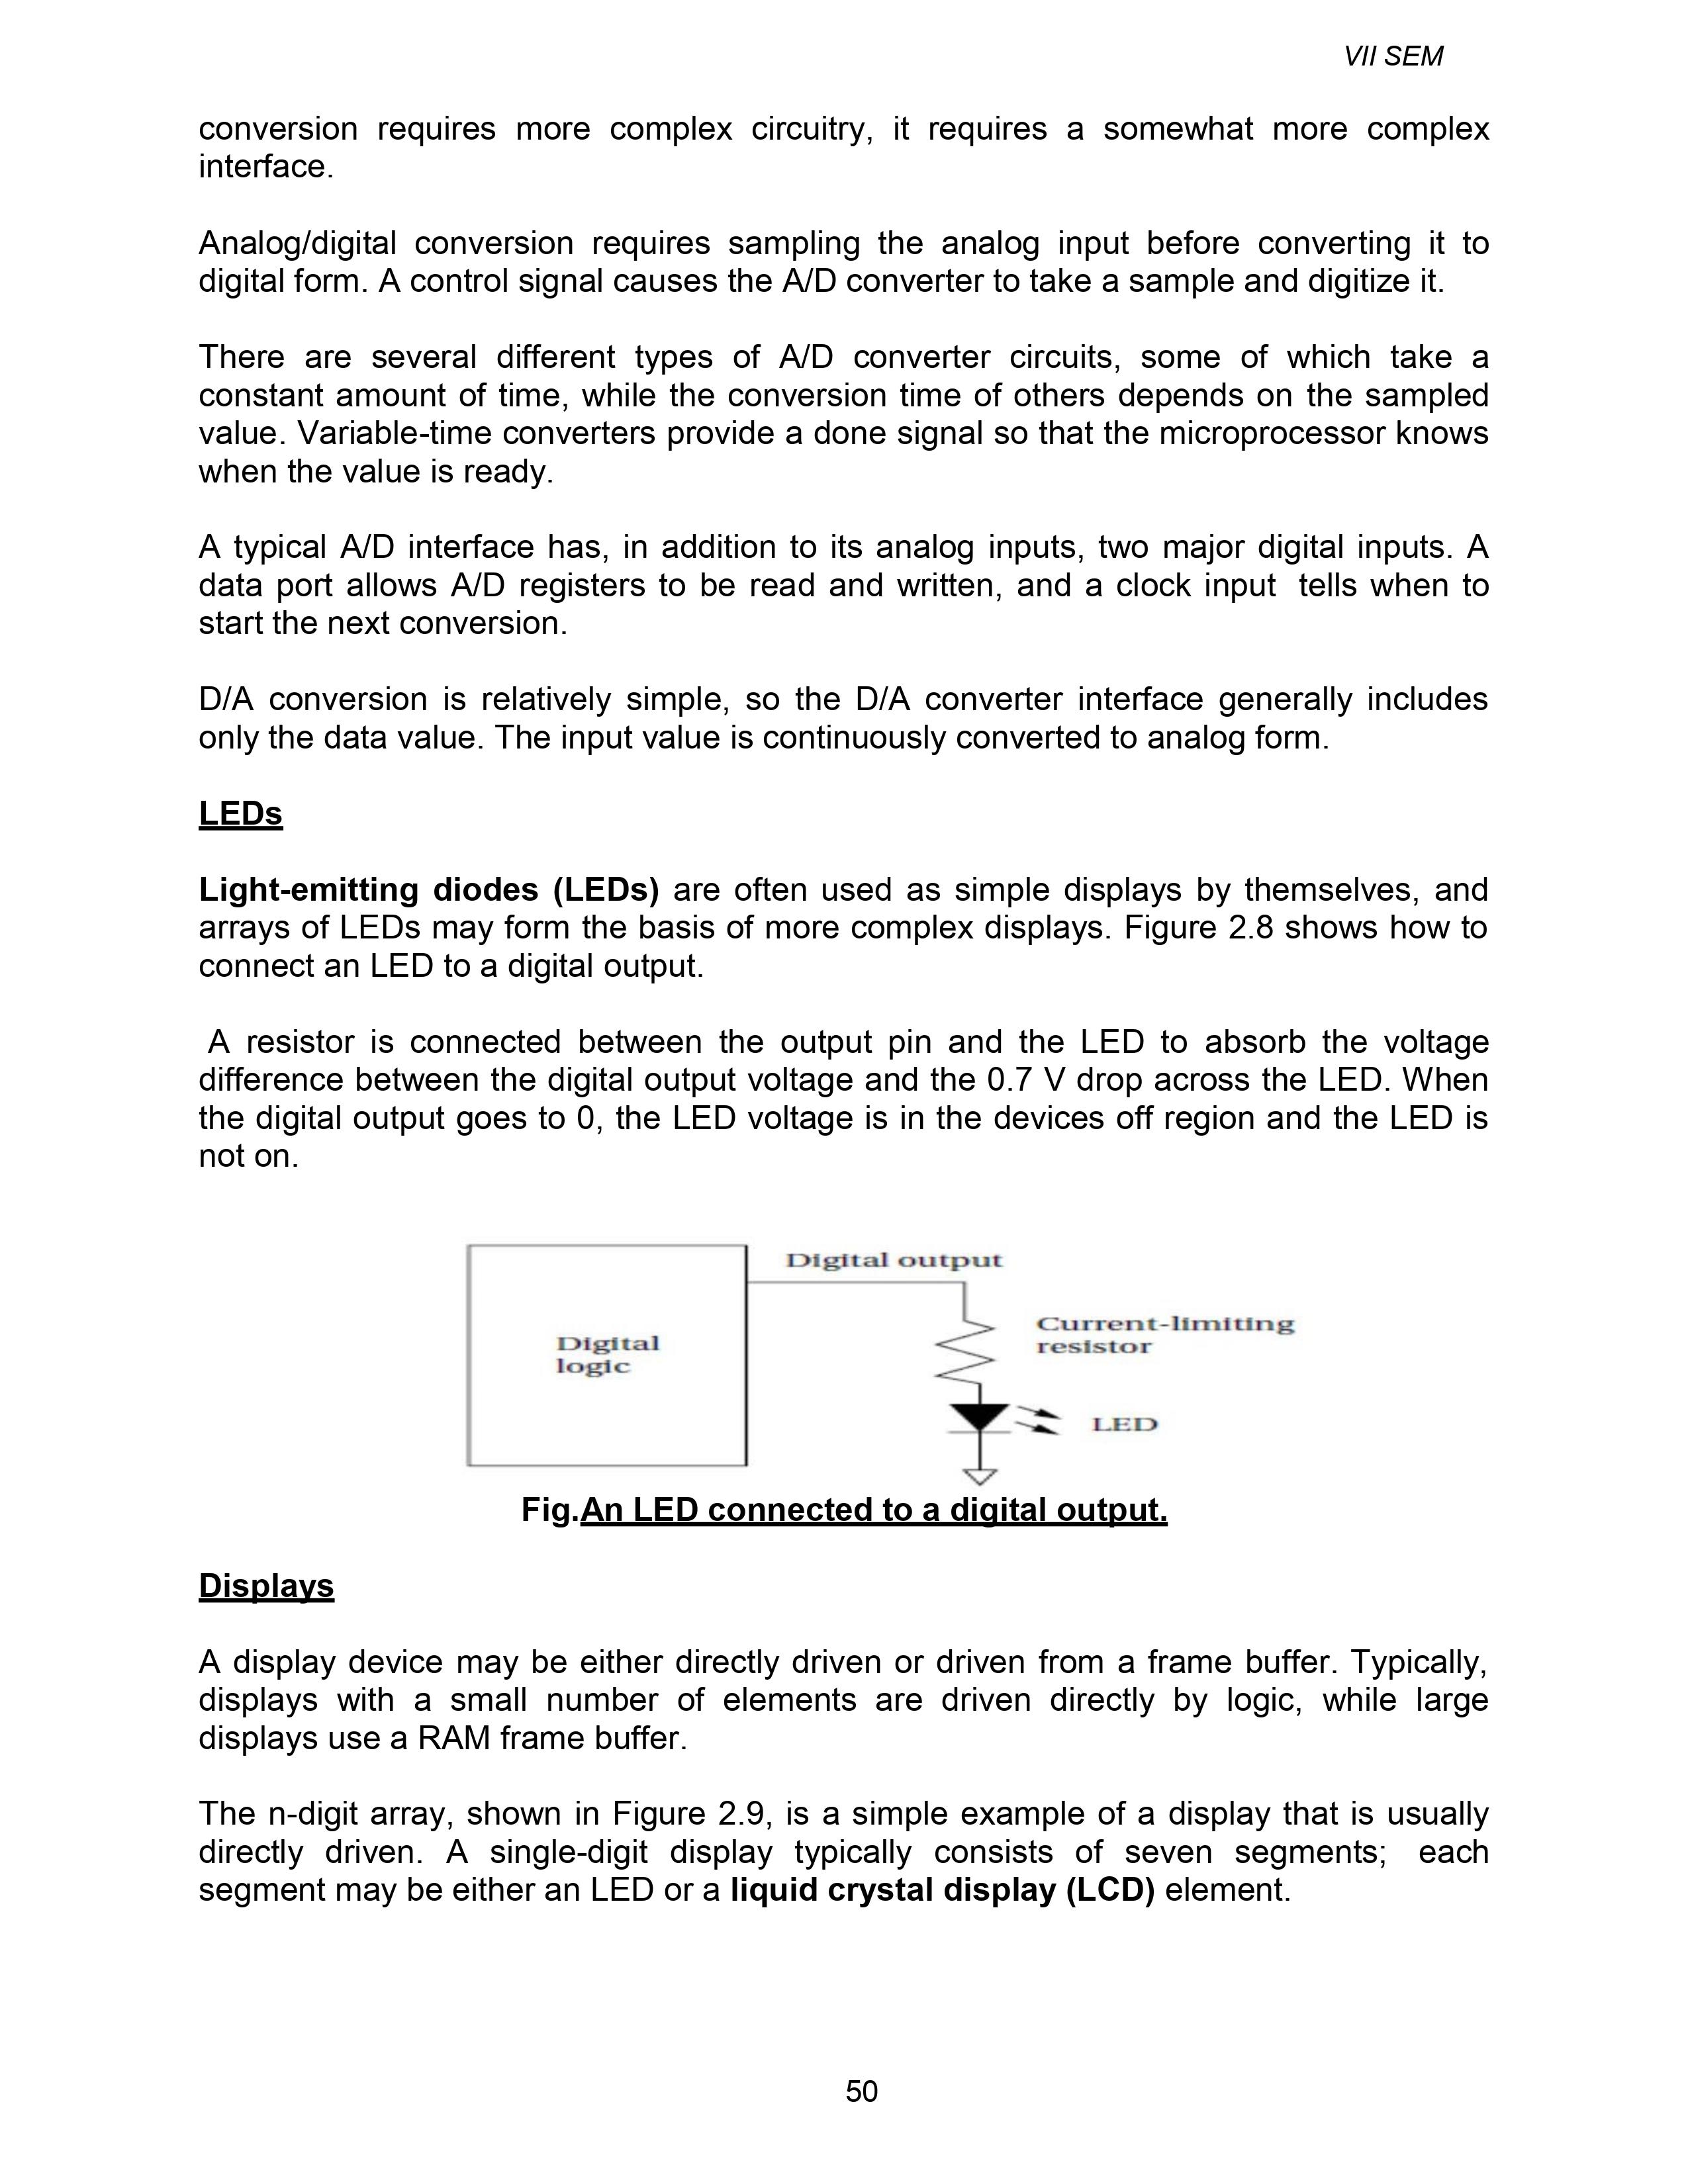 VII SEM
conversion requires more complex circuitry, it requires a somewhat more complex
interface.
Analog/digital conversion requires sampling the analog input before converting it to
digital form. A control signal causes the A/D converter to take a sample and digitize it.
There are several different types of A/D converter circuits, some of which take a
constant amount of time, while the conversion time of others depends on the sampled
value. Variable-time converters provide a done signal so that the microprocessor knows
when the value is ready.
A typical A/D interface has, in addition to its analog inputs, two major digital inputs. A
data port allows A/D registers to be read and written, and a clock input tells when to
start the next conversion.
D/A conversion is relatively simple, so the D/A converter interface generally includes
only the data value. The input value is continuously converted to analog form.
LEDs
Light-emitting diodes (LEDs) are often used as simple displays by themselves, and
arrays of LEDs may form the basis of more complex displays. Figure 2.8 shows how to
connect an LED to a digital output.
A resistor is connected between the output pin and the LED to absorb the voltage
difference between the digital output voltage and the 0.7 V drop across the LED. When
the digital output goes to 0, the LED voltage is in the devices off region and the LED is
not on.
Digital output
Current-limiting
resistor
Digital
logic
LED
Fig.An LED connected to a digital output.
Displays
A display device may be either directly driven or driven from a frame buffer. Typically,
displays with a small number of elements are driven directly by logic, while large
displays use a RAM frame buffer.
The n-digit array, shown in Figure 2.9, is a simple example of a display that is usually
directly driven. A single-digit display typically consists of seven segments; each
segment may be either an LED or a liquid crystal display (LCD) element.
50